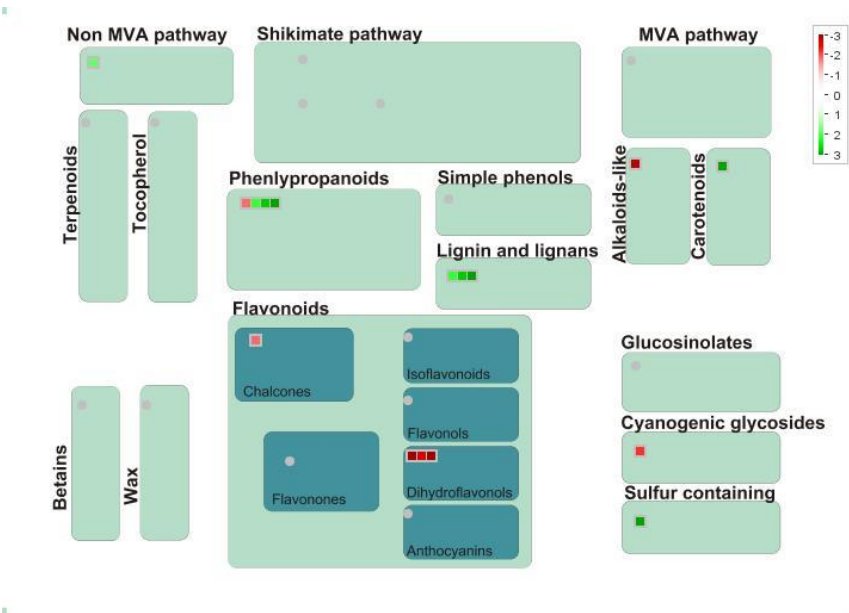 Non MVA pathway
Shikimate pathway
MVA pathway
-3
-2
-1
0
1
2
3
Terpenoids
Tocopherol
Phenlypropanoids
Simple phenols
Alkaloids-like
Carotenoids
Lignin and lignans
Flavonoids
Chalcones
Isoflavonoids
Flavonols
Flavonones
Dihydroflavonols
Anthocyanins
Glucosinolates
Cyanogenic glycosides
Sulfur containing
Betains
Wax